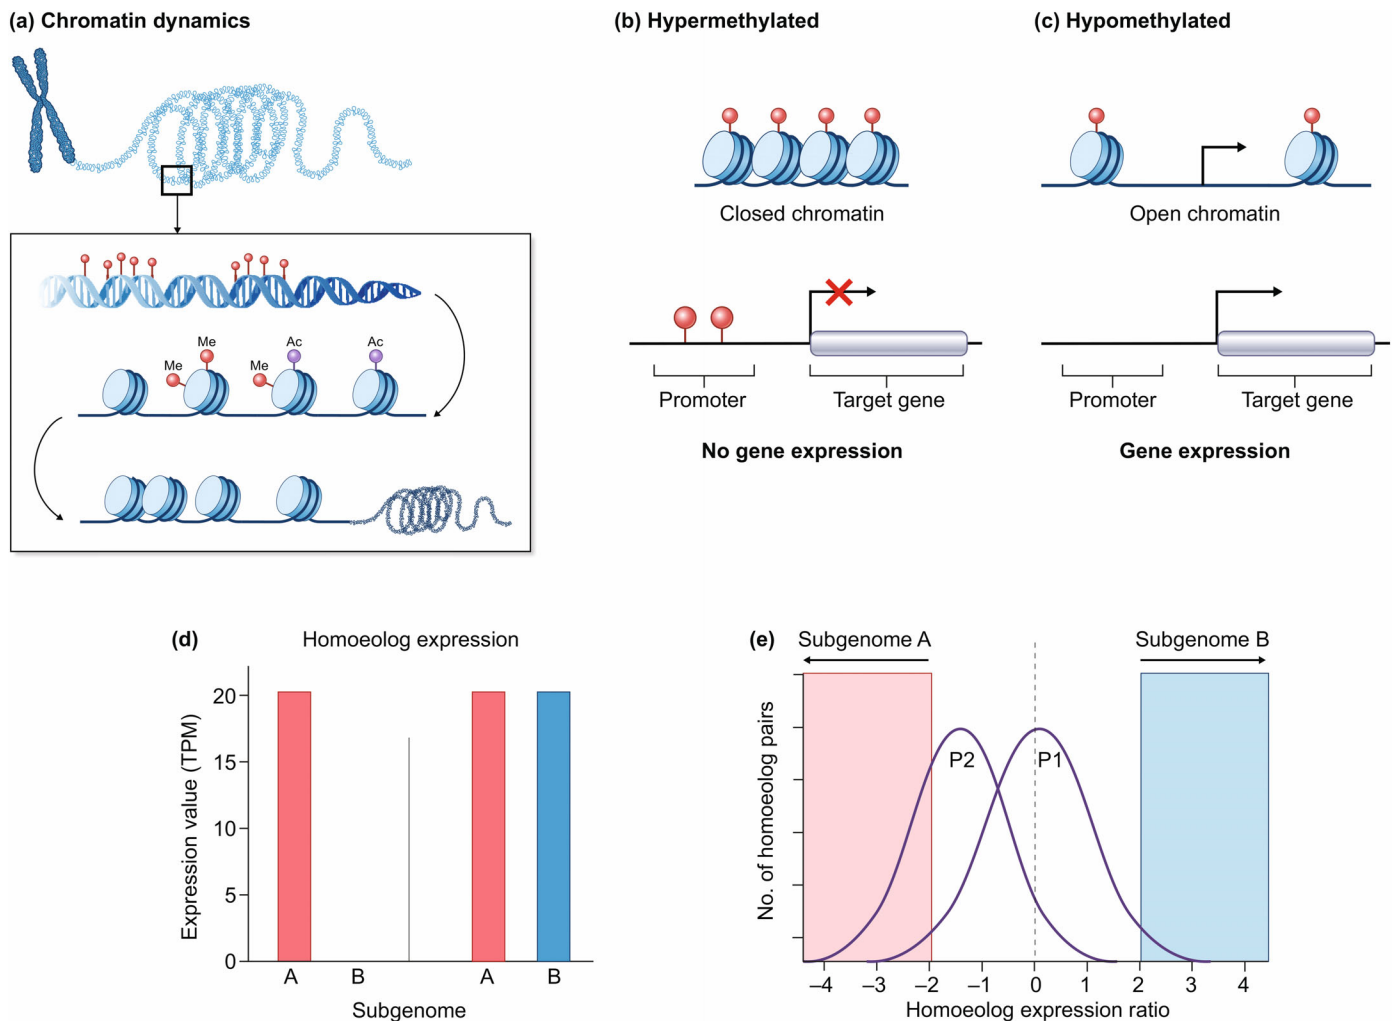 (a) Chromatin dynamics
Me
Me
Ac
Ac
(b) Hypermethylated
Closed chromatin
Promoter
Target gene
No gene expression
(c) Hypomethylated
Open chromatin
Promoter
Target gene
Gene expression
(d)
Homoeolog expression
Expression value (TPM)
20
15
10
5
0
A
B
A
B
Subgenome
(e)
Subgenome A
Subgenome B
No. of homoeolog pairs
P2
P1
–4
–3
–2
–1
0
1
2
3
4
Homoeolog expression ratio